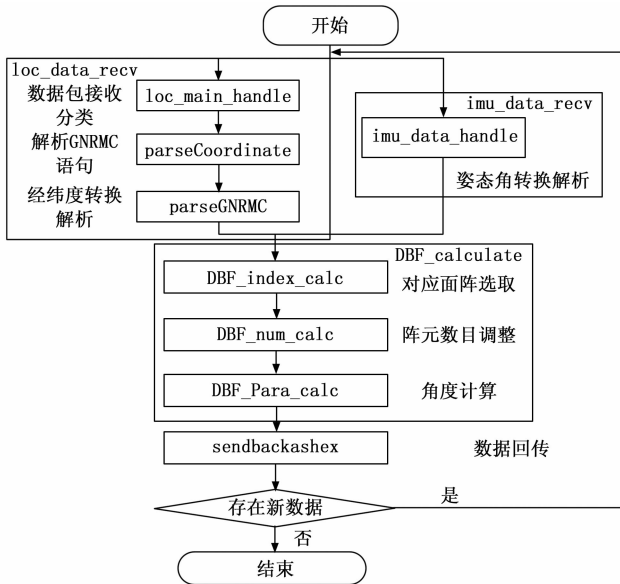 开始
loc_data_recv
数据包接收
分类
loc_main_handle
解析GNRMC
语句
parseCoordinate
经纬度转换
解析
parseGNRMC
imu_data_recv
imu_data_handle
姿态角转换解析
DBF_calculate
DBF_index_calc
对应面阵选取
DBF_num_calc
阵元数目调整
DBF_Para_calc
角度计算
sendbackashex
数据回传
存在新数据
是
否
结束